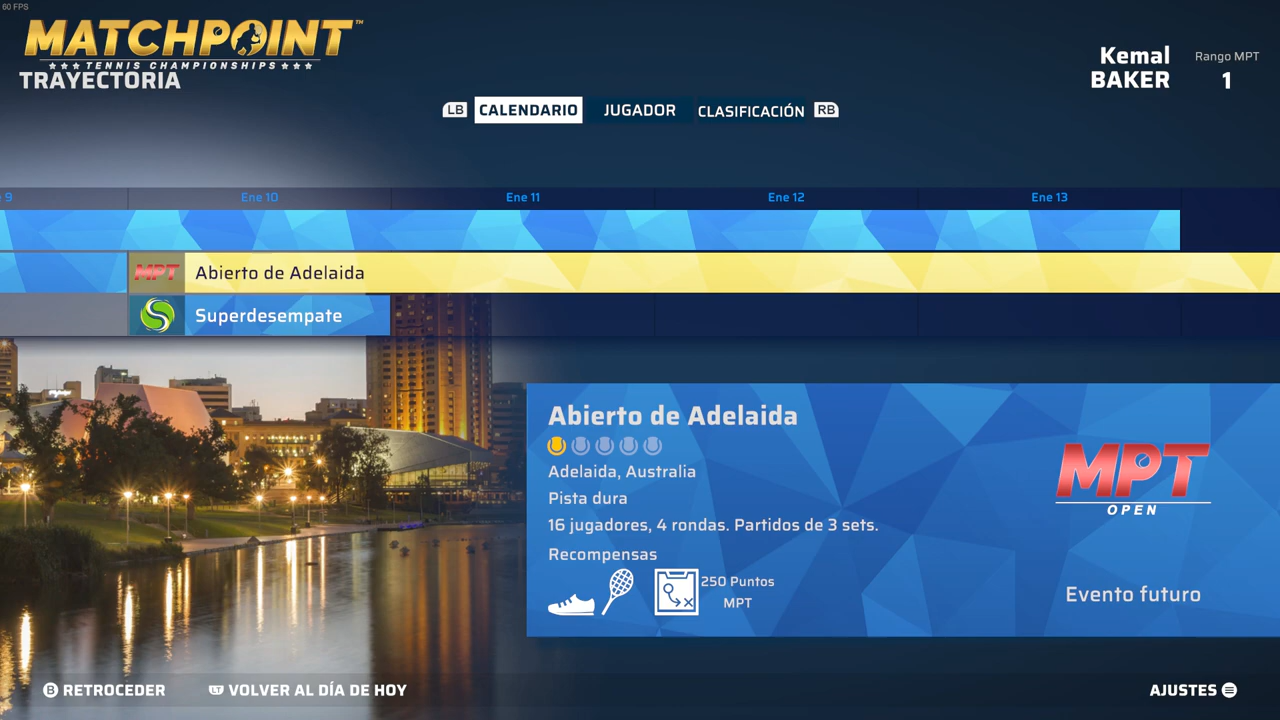 60 FPS
MATCHPOINT™
TENNIS CHAMPIONSHIPS
TRAYECTORIA
Kemal
BAKER
Rango MPT
1
LB CALENDARIO JUGADOR CLASIFICACIÓN RB
9 Ene 10 Ene 11 Ene 12 Ene 13
MPT Abierto de Adelaida
Superdesempate
Abierto de Adelaida
Adelaida, Australia
Pista dura
16 jugadores, 4 rondas. Partidos de 3 sets.
Recompensas
250 Puntos
MPT
MPT
OPEN
Evento futuro
B RETROCEDER VOLVER AL DÍA DE HOY AJUSTES